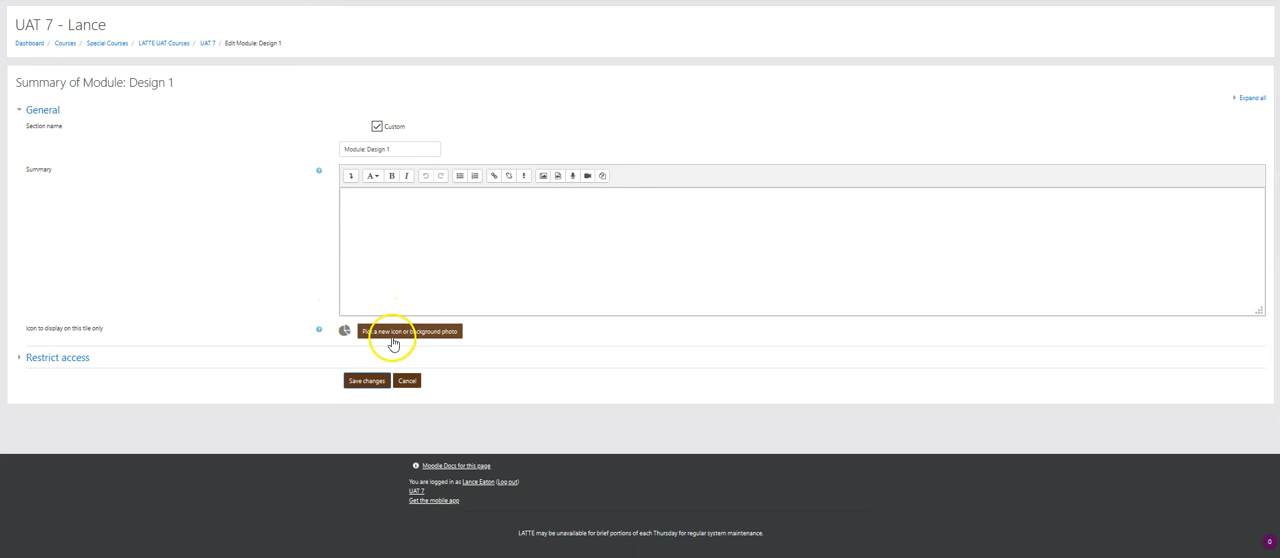 UAT 7 - Lance
Dashboard / Courses / Special Courses / LATTE UAT Courses / UAT 7 / Edit Module: Design 1
Summary of Module: Design 1
Expand all
General
Section name
Custom
Module: Design 1
Summary
A B I
Icon to display on this tile only
Pick a new icon or background photo
Restrict access
Save changes Cancel
Moodle Docs for this page
You are logged in as Lance Eaton (Log out)
UAT 7
Get the mobile app
LATTE may be unavailable for brief portions of each Thursday for regular system maintenance.
0